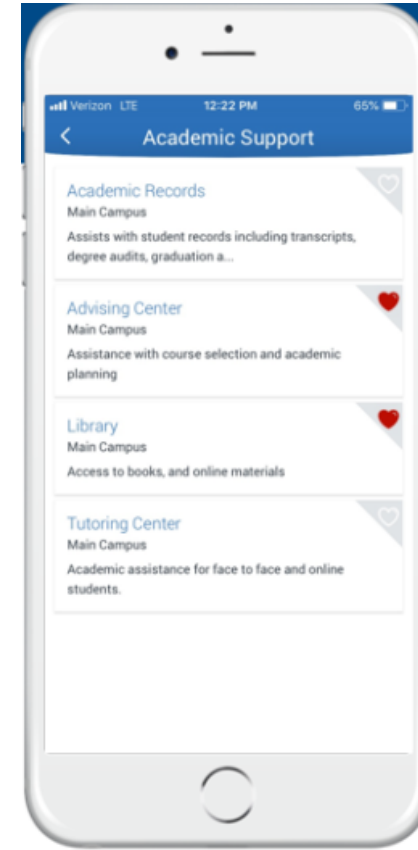 Verizon LTE 12:22 PM 65%
Academic Support
Academic Records
Main Campus
Assists with student records including transcripts,
degree audits, graduation a...
Advising Center
Main Campus
Assistance with course selection and academic
planning
Library
Main Campus
Access to books, and online materials
Tutoring Center
Main Campus
Academic assistance for face to face and online
students.